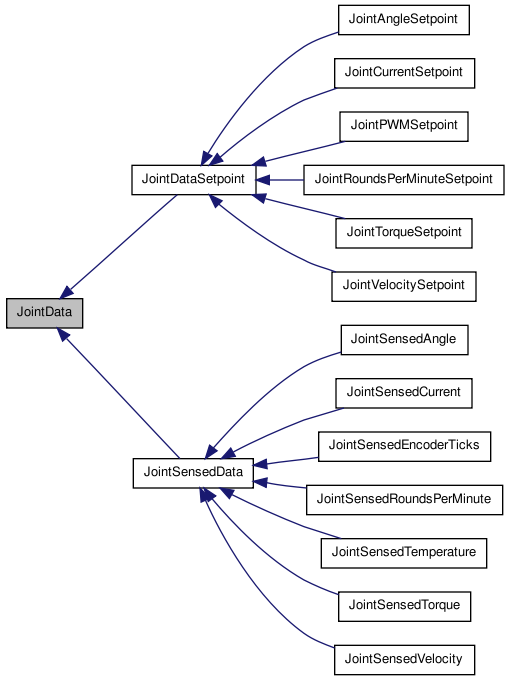 JointAngleSetpoint
JointCurrentSetpoint
JointPWMSetpoint
JointDataSetpoint
JointRoundsPerMinuteSetpoint
JointTorqueSetpoint
JointVelocitySetpoint
JointData
JointSensedAngle
JointSensedCurrent
JointSensedEncoderTicks
JointSensedData
JointSensedRoundsPerMinute
JointSensedTemperature
JointSensedTorque
JointSensedVelocity